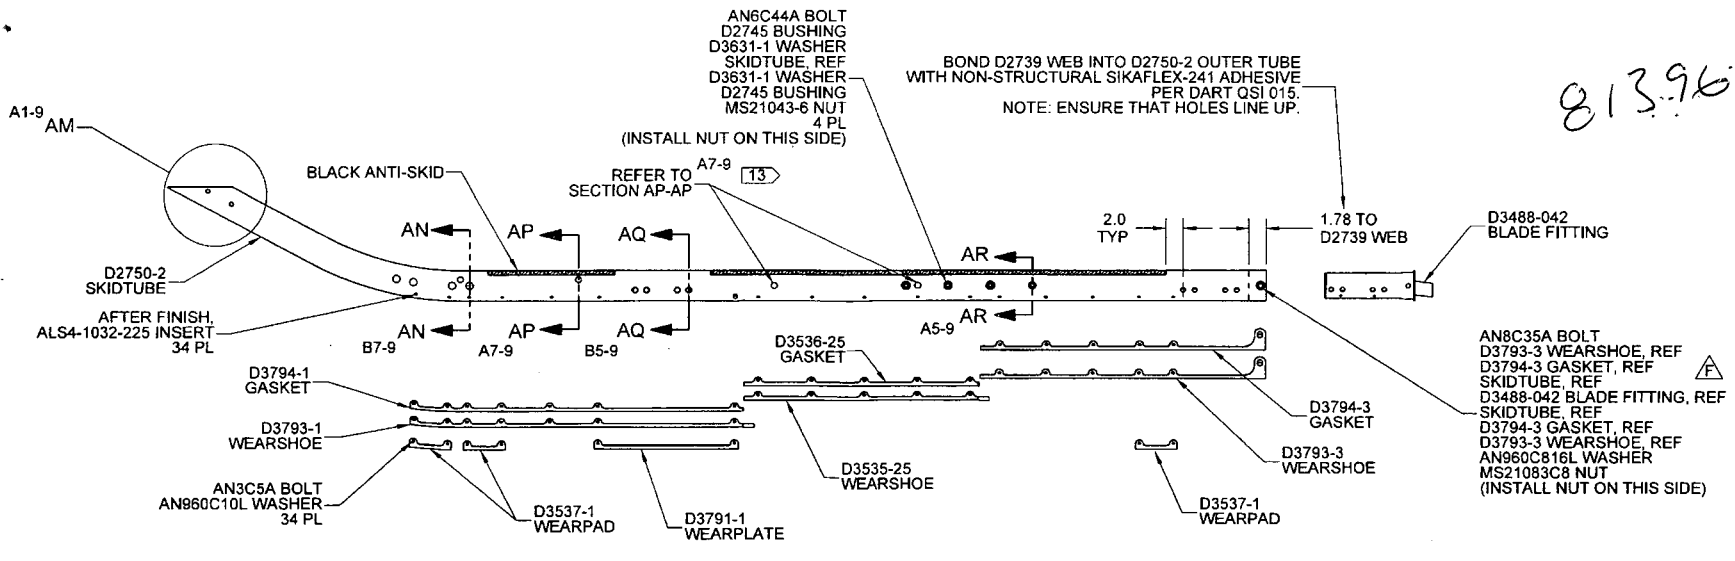 AN6C44A BOLT
D2745 BUSHING
D3631-1 WASHER
SKIDTUBE, REF
D3631-1 WASHER
D2745 BUSHING
MS21043-6 NUT
4 PL
(INSTALL NUT ON THIS SIDE)
BOND D2739 WEB INTO D2750-2 OUTER TUBE
WITH NON-STRUCTURAL SIKAFLEX-241 ADHESIVE
PER DART QSI 015.
NOTE: ENSURE THAT HOLES LINE UP.
81396
A1-9
AM
BLACK ANTI-SKID
REFER TO
SECTION AP-AP
A7-9
13
2.0
TYP
1.78 TO
D2739 WEB
D3488-042
BLADE FITTING
AN
AP
AQ
AR
D2750-2
SKIDTUBE
AFTER FINISH,
ALS4-1032-225 INSERT
34 PL
AN
AP
AQ
AR
B7-9
A7-9
B5-9
A5-9
D3794-1
GASKET
D3793-1
WEARSHOE
AN3C5A BOLT
AN960C10L WASHER
34 PL
D3537-1
WEARPAD
D3791-1
WEARPLATE
D3536-25
GASKET
D3535-25
WEARSHOE
D3794-3
GASKET
D3793-3
WEARSHOE
D3537-1
WEARPAD
AN8C35A BOLT
D3793-3 WEARSHOE, REF
D3794-3 GASKET, REF
SKIDTUBE, REF
D3488-042 BLADE FITTING, REF
SKIDTUBE, REF
D3794-3 GASKET, REF
D3793-3 WEARSHOE, REF
AN960C816L WASHER
MS21083C8 NUT
(INSTALL NUT ON THIS SIDE)
F